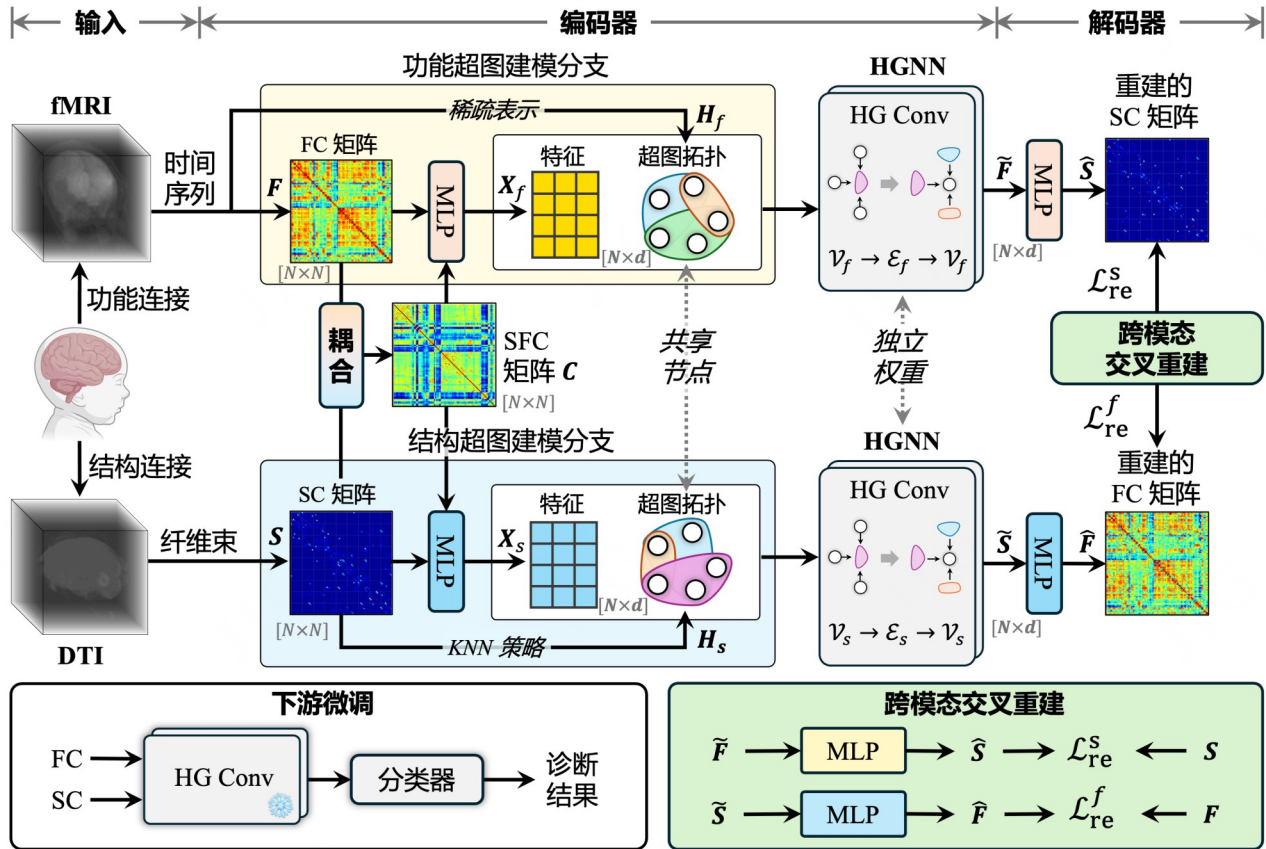 输入
编码器
解码器
功能超图建模分支
fMRI
稀疏表示
H_f
HGNN
重建的
SC 矩阵
时间
序列
F
FC 矩阵
MLP
X_f
特征
超图拓扑
HG Conv
F̃
MLP
Ŝ
[N×N]
[N×d]
𝒱_f → ℰ_f → 𝒱_f
[N×d]
功能连接
耦合
SFC
矩阵 C
[N×N]
共享
节点
独立
权重
ℒ_re^s
跨模态
交叉重建
ℒ_re^f
结构连接
结构超图建模分支
HGNN
重建的
FC 矩阵
纤维束
S
SC 矩阵
MLP
X_s
特征
超图拓扑
HG Conv
S̃
MLP
F̂
[N×N]
[N×d]
𝒱_s → ℰ_s → 𝒱_s
[N×d]
KNN 策略
H_s
DTI
下游微调
FC
SC
HG Conv
分类器
诊断
结果
跨模态交叉重建
F̃ → MLP → Ŝ → ℒ_re^s ← S
S̃ → MLP → F̂ → ℒ_re^f ← F